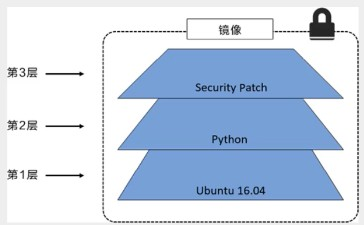 镜像
第3层
Security Patch
第2层
Python
第1层
Ubuntu 16.04